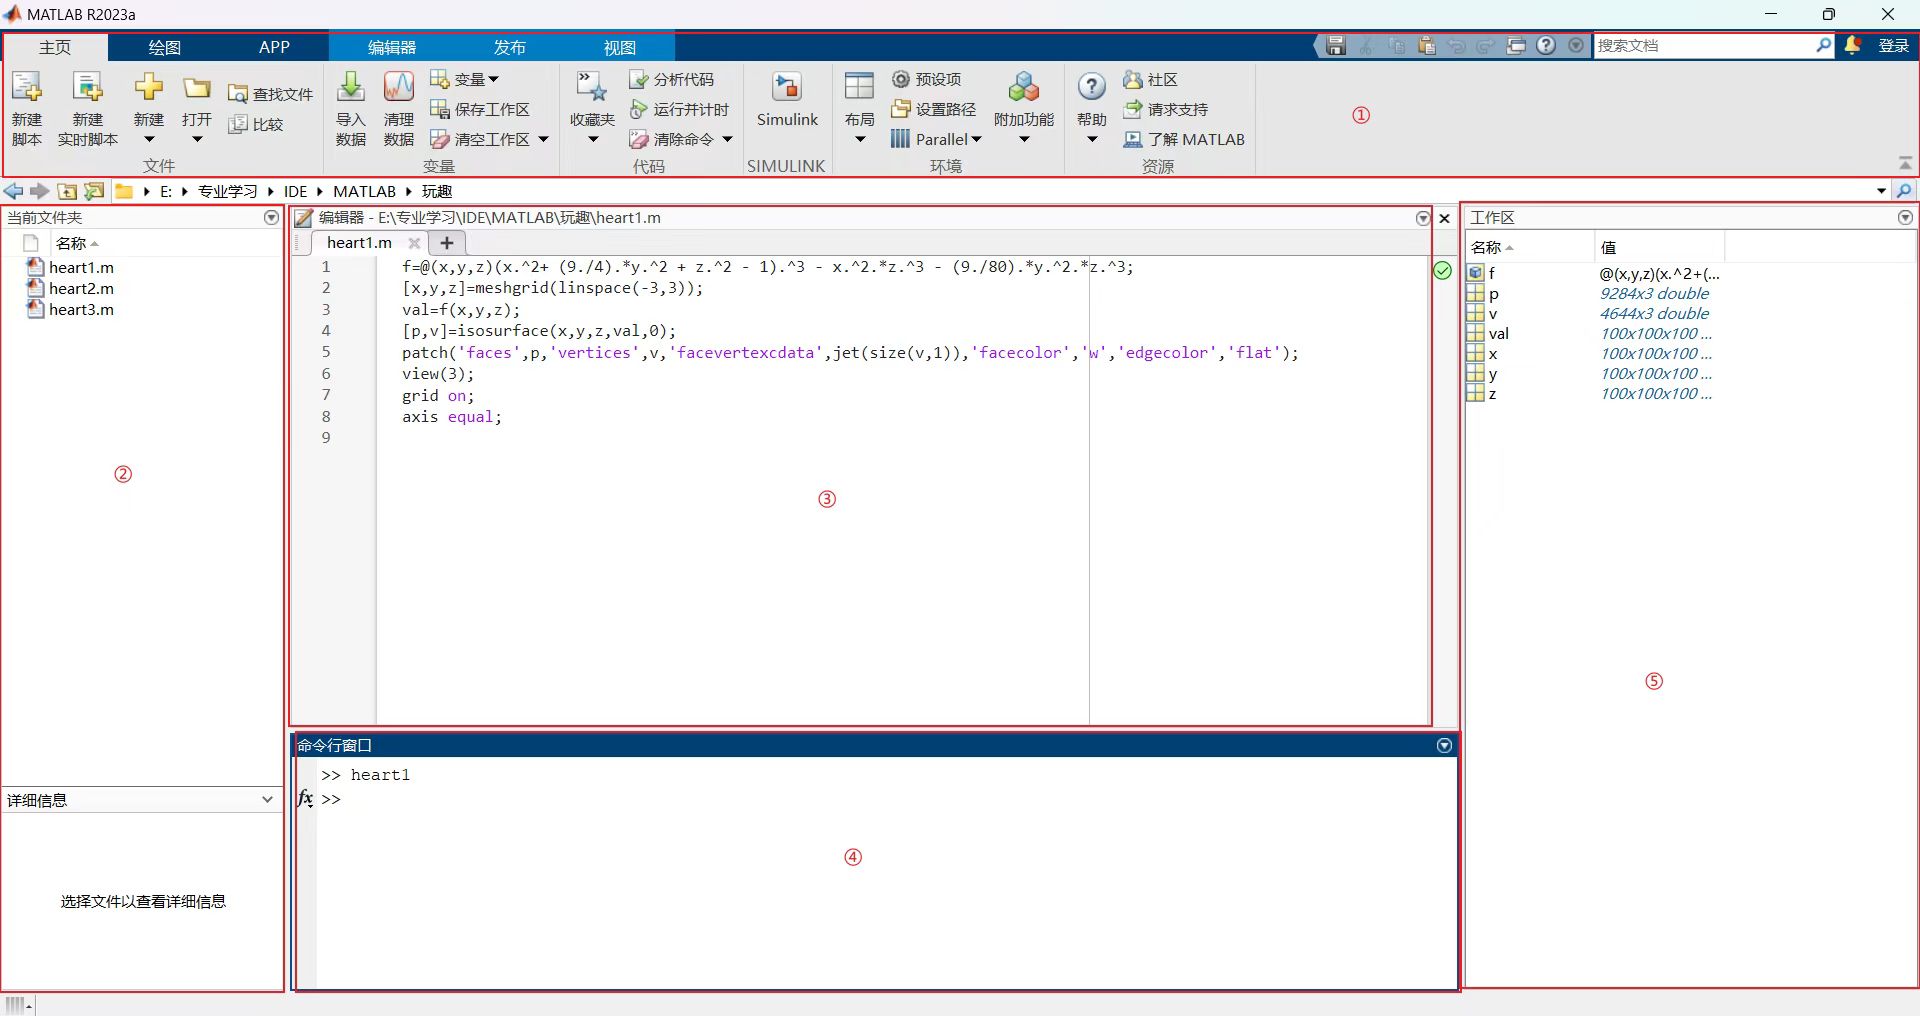 MATLAB R2023a
主页 绘图 APP 编辑器 发布 视图 搜索文档 登录
新建脚本 新建实时脚本 新建 打开 查找文件 比较 文件
导入数据 清理数据 变量 保存工作区 清空工作区 变量
收藏夹 分析代码 运行并计时 清除命令 代码
Simulink SIMULINK
布局 预设项 设置路径 Parallel 附加功能 环境
帮助 社区 请求支持 了解 MATLAB 资源
①
E: ▸ 专业学习 ▸ IDE ▸ MATLAB ▸ 玩趣
当前文件夹
名称
heart1.m
heart2.m
heart3.m
②
详细信息
选择文件以查看详细信息
编辑器 - E:\专业学习\IDE\MATLAB\玩趣\heart1.m
heart1.m
1 f=@(x,y,z)(x.^2+ (9./4).*y.^2 + z.^2 - 1).^3 - x.^2.*z.^3 - (9./80).*y.^2.*z.^3;
2 [x,y,z]=meshgrid(linspace(-3,3));
3 val=f(x,y,z);
4 [p,v]=isosurface(x,y,z,val,0);
5 patch('faces',p,'vertices',v,'facevertexcdata',jet(size(v,1)),'facecolor','w','edgecolor','flat');
6 view(3);
7 grid on;
8 axis equal;
9
③
命令行窗口
>> heart1
fx >>
④
工作区
名称 值
f @(x,y,z)(x.^2+(...
p 9284x3 double
v 4644x3 double
val 100x100x100 ...
x 100x100x100 ...
y 100x100x100 ...
z 100x100x100 ...
⑤